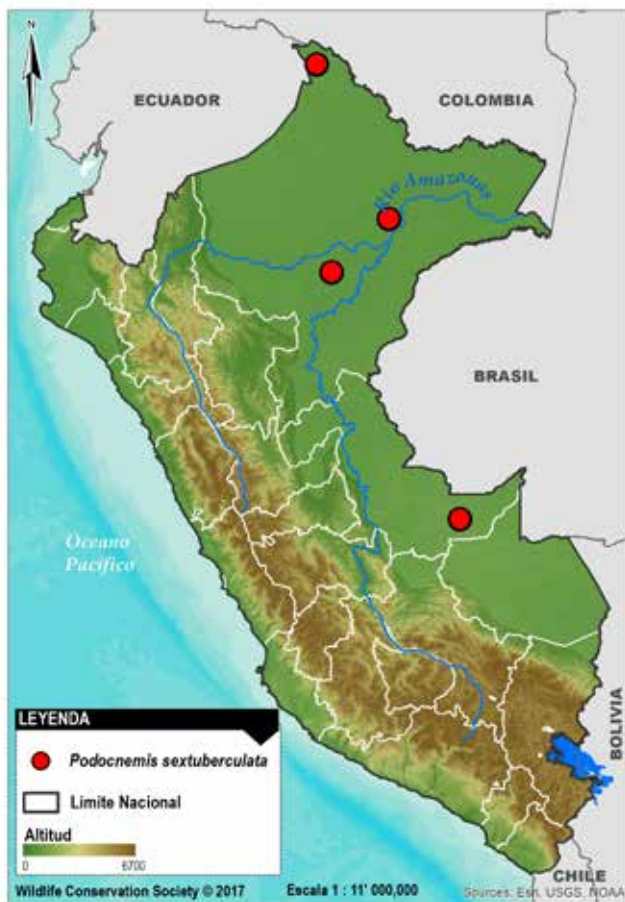 N
ECUADOR
COLOMBIA
Río Amazonas
BRASIL
Oceano
Pacífico
BOLIVIA
LEYENDA
Podocnemis sextuberculata
Limite Nacional
Altitud
0 6700
CHILE
Wildlife Conservation Society © 2017 Escala 1 : 11' 000,000 Sources: Esri, USGS, NOAA